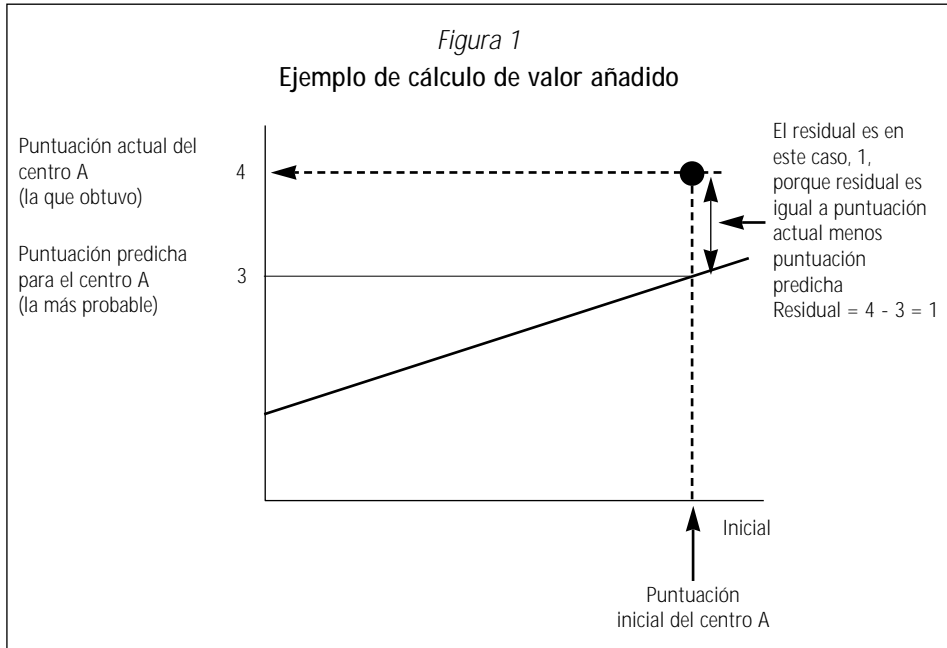 Figura 1
Ejemplo de cálculo de valor añadido
Puntuación actual del
centro A
(la que obtuvo)
4
Puntuación predicha
para el centro A
(la más probable)
3
El residual es en
este caso, 1,
porque residual es
igual a puntuación
actual menos
puntuación
predicha
Residual = 4 - 3 = 1
Inicial
Puntuación
inicial del centro A